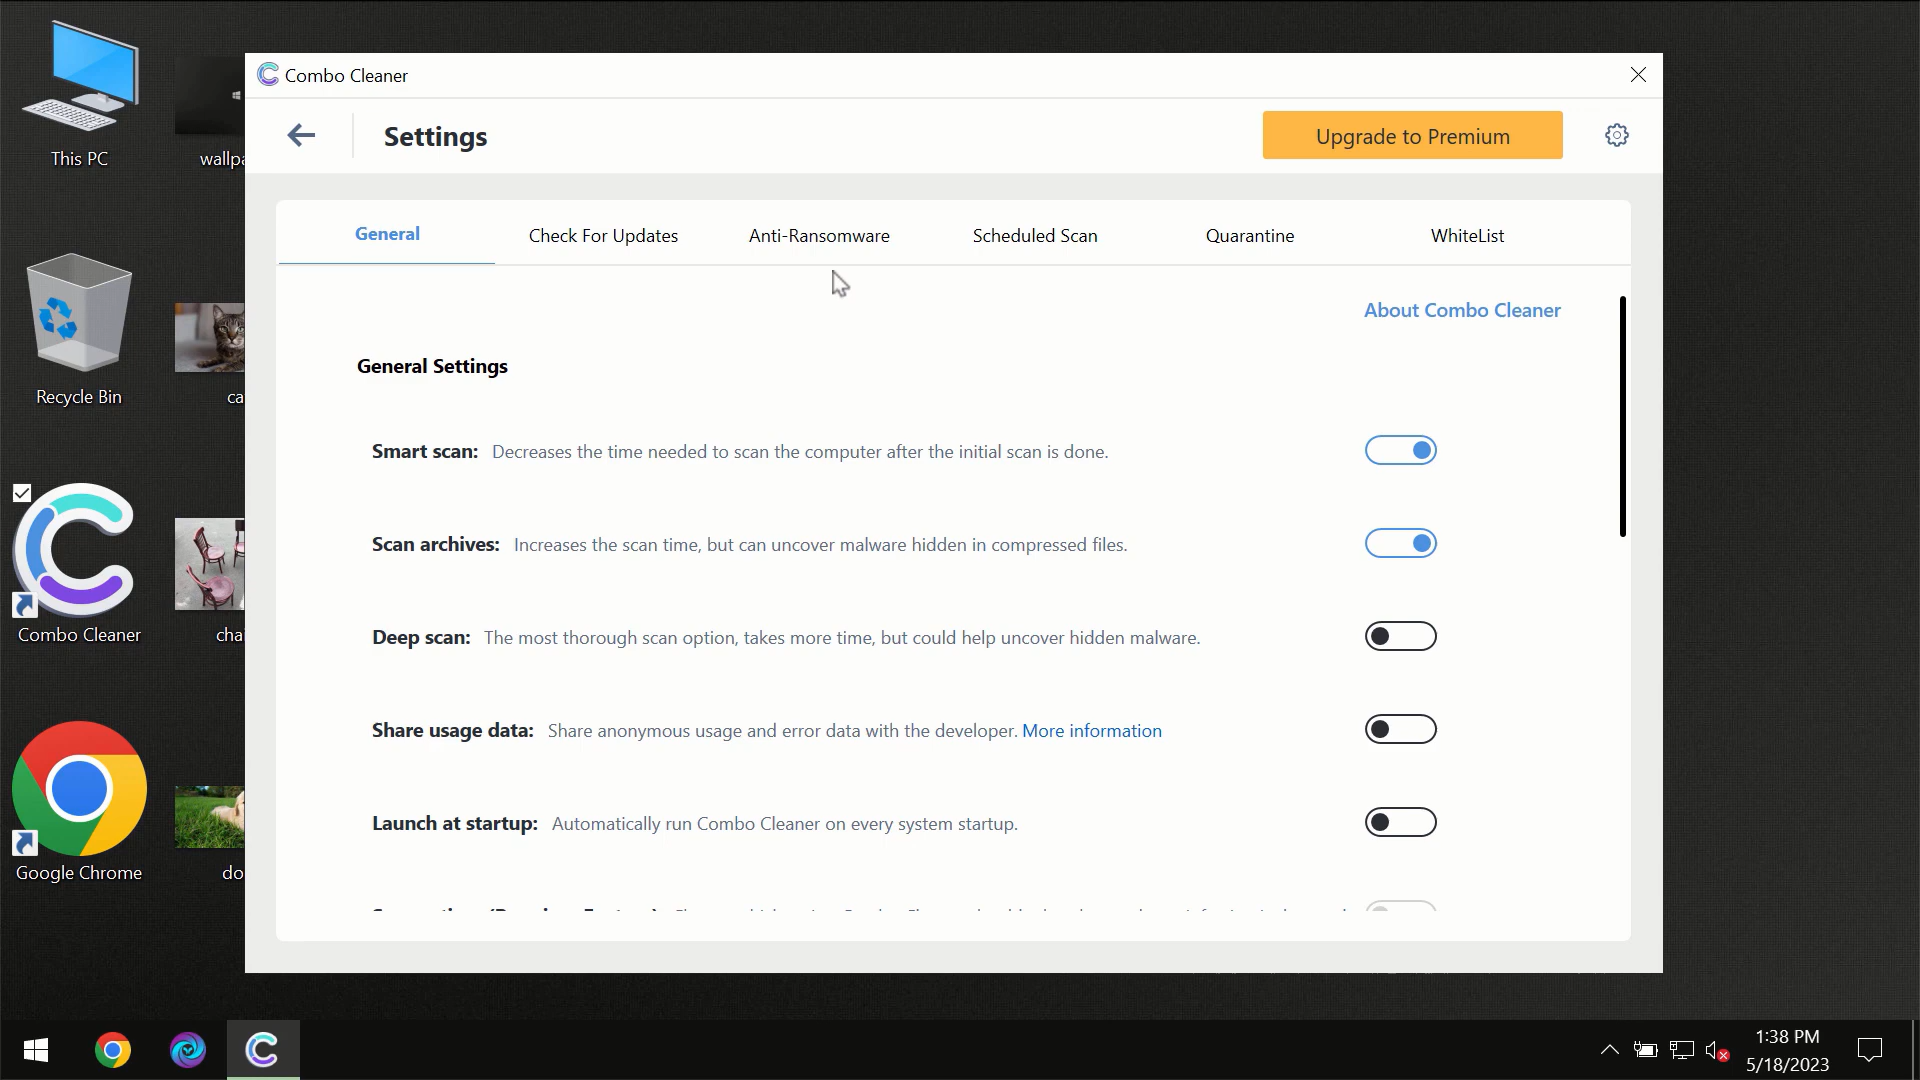 Combo Cleaner
Settings
Upgrade to Premium
General
Check For Updates
Anti-Ransomware
Scheduled Scan
Quarantine
WhiteList
About Combo Cleaner
General Settings
Smart scan: Decreases the time needed to scan the computer after the initial scan is done.
Scan archives: Increases the scan time, but can uncover malware hidden in compressed files.
Deep scan: The most thorough scan option, takes more time, but could help uncover hidden malware.
Share usage data: Share anonymous usage and error data with the developer. More information
Launch at startup: Automatically run Combo Cleaner on every system startup.
This PC
wallpa
Recycle Bin
ca
Combo Cleaner
cha
Google Chrome
do
1:38 PM
5/18/2023